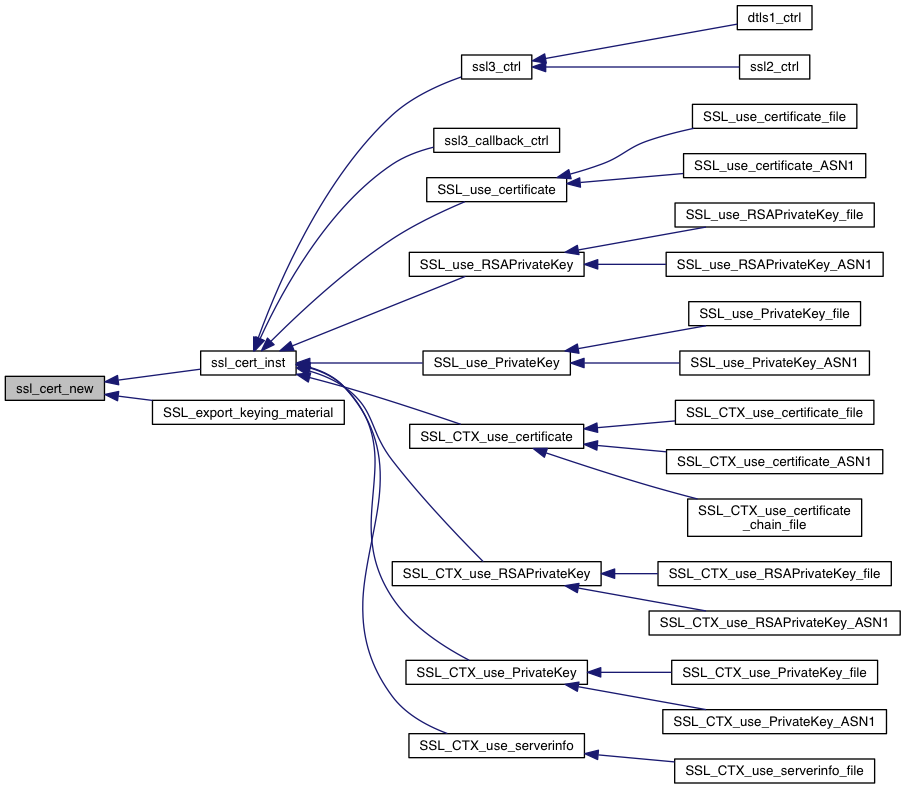 dtls1_ctrl
ssl3_ctrl
ssl2_ctrl
SSL_use_certificate_file
ssl3_callback_ctrl
SSL_use_certificate_ASN1
SSL_use_certificate
SSL_use_RSAPrivateKey_file
SSL_use_RSAPrivateKey
SSL_use_RSAPrivateKey_ASN1
SSL_use_PrivateKey_file
ssl_cert_inst
SSL_use_PrivateKey
SSL_use_PrivateKey_ASN1
ssl_cert_new
SSL_export_keying_material
SSL_CTX_use_certificate_file
SSL_CTX_use_certificate
SSL_CTX_use_certificate_ASN1
SSL_CTX_use_certificate
_chain_file
SSL_CTX_use_RSAPrivateKey
SSL_CTX_use_RSAPrivateKey_file
SSL_CTX_use_RSAPrivateKey_ASN1
SSL_CTX_use_PrivateKey
SSL_CTX_use_PrivateKey_file
SSL_CTX_use_PrivateKey_ASN1
SSL_CTX_use_serverinfo
SSL_CTX_use_serverinfo_file